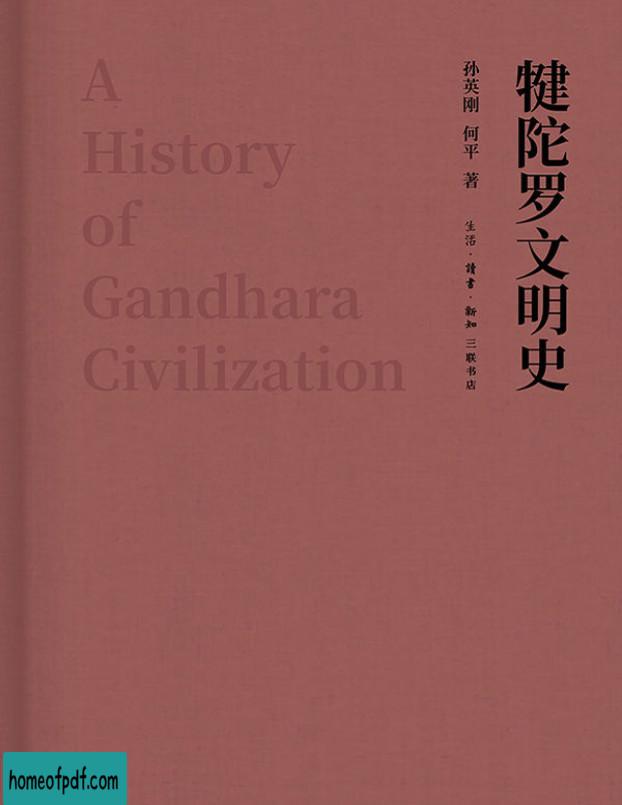 犍陀罗文明史
孙英刚 何平 著
生活·讀書·新知 三联书店
A
History
of
Gandhara
Civilization
homeofpdf.com